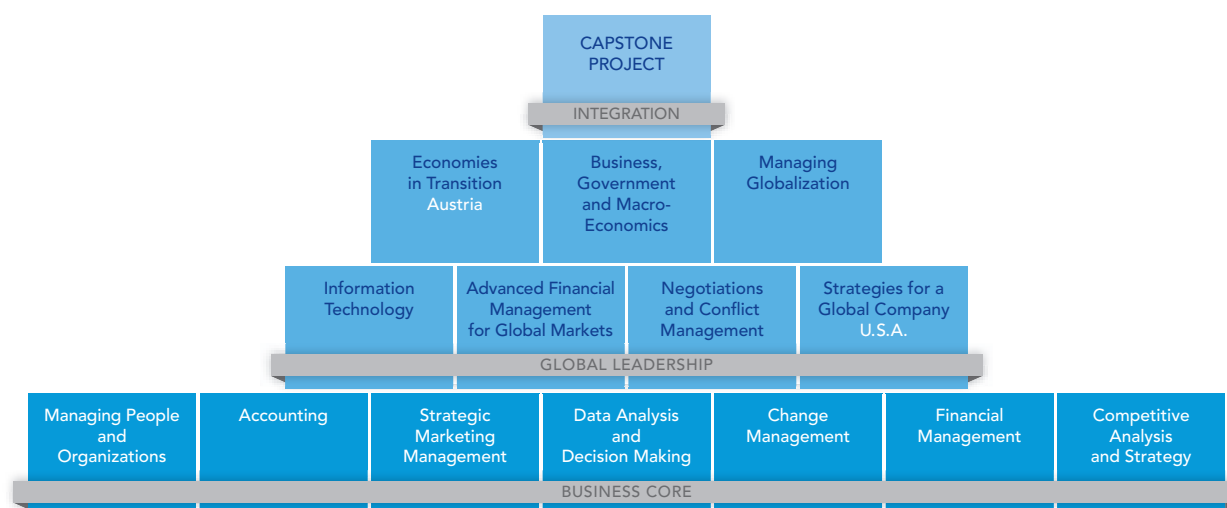 CAPSTONE
PROJECT
INTEGRATION
Economies
in Transition
Austria
Business,
Government
and Macro-
Economics
Managing
Globalization
Information
Technology
Advanced Financial
Management
for Global Markets
Negotiations
and Conflict
Management
Strategies for a
Global Company
U.S.A.
GLOBAL LEADERSHIP
Managing People
and
Organizations
Accounting
Strategic
Marketing
Management
Data Analysis
and
Decision Making
Change
Management
Financial
Management
Competitive
Analysis
and Strategy
BUSINESS CORE